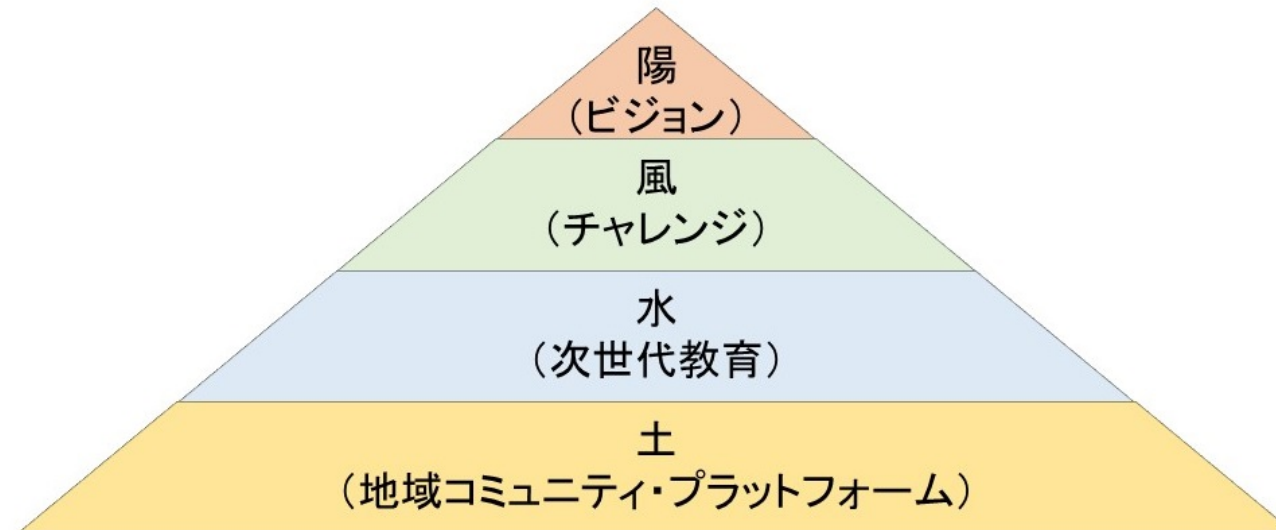 陽
（ビジョン）
風
（チャレンジ）
水
（次世代教育）
土
（地域コミュニティ・プラットフォーム）